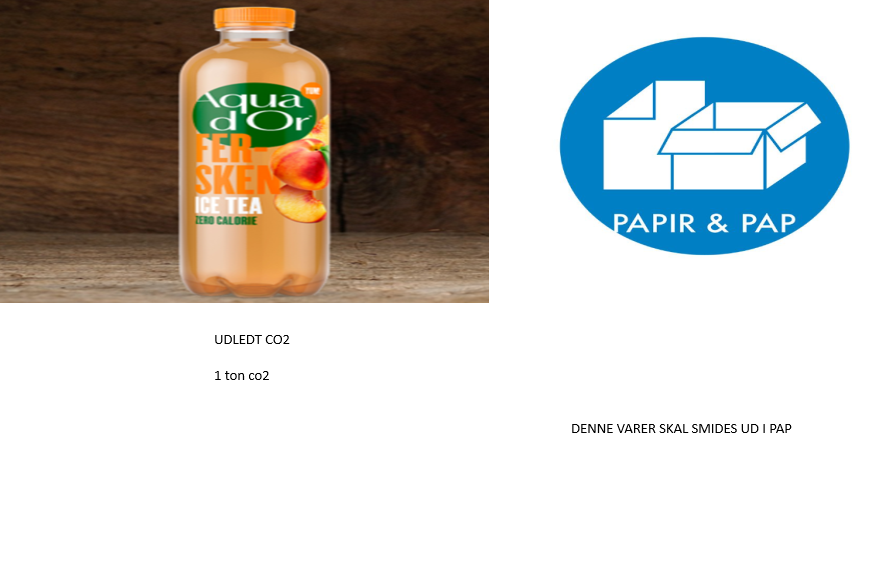 Aqua
d'Or
FER-
SKEN
ICE TEA
ZERO CALORIE
PAPIR & PAP
UDLEDT CO2
1 ton co2
DENNE VARER SKAL SMIDES UD I PAP